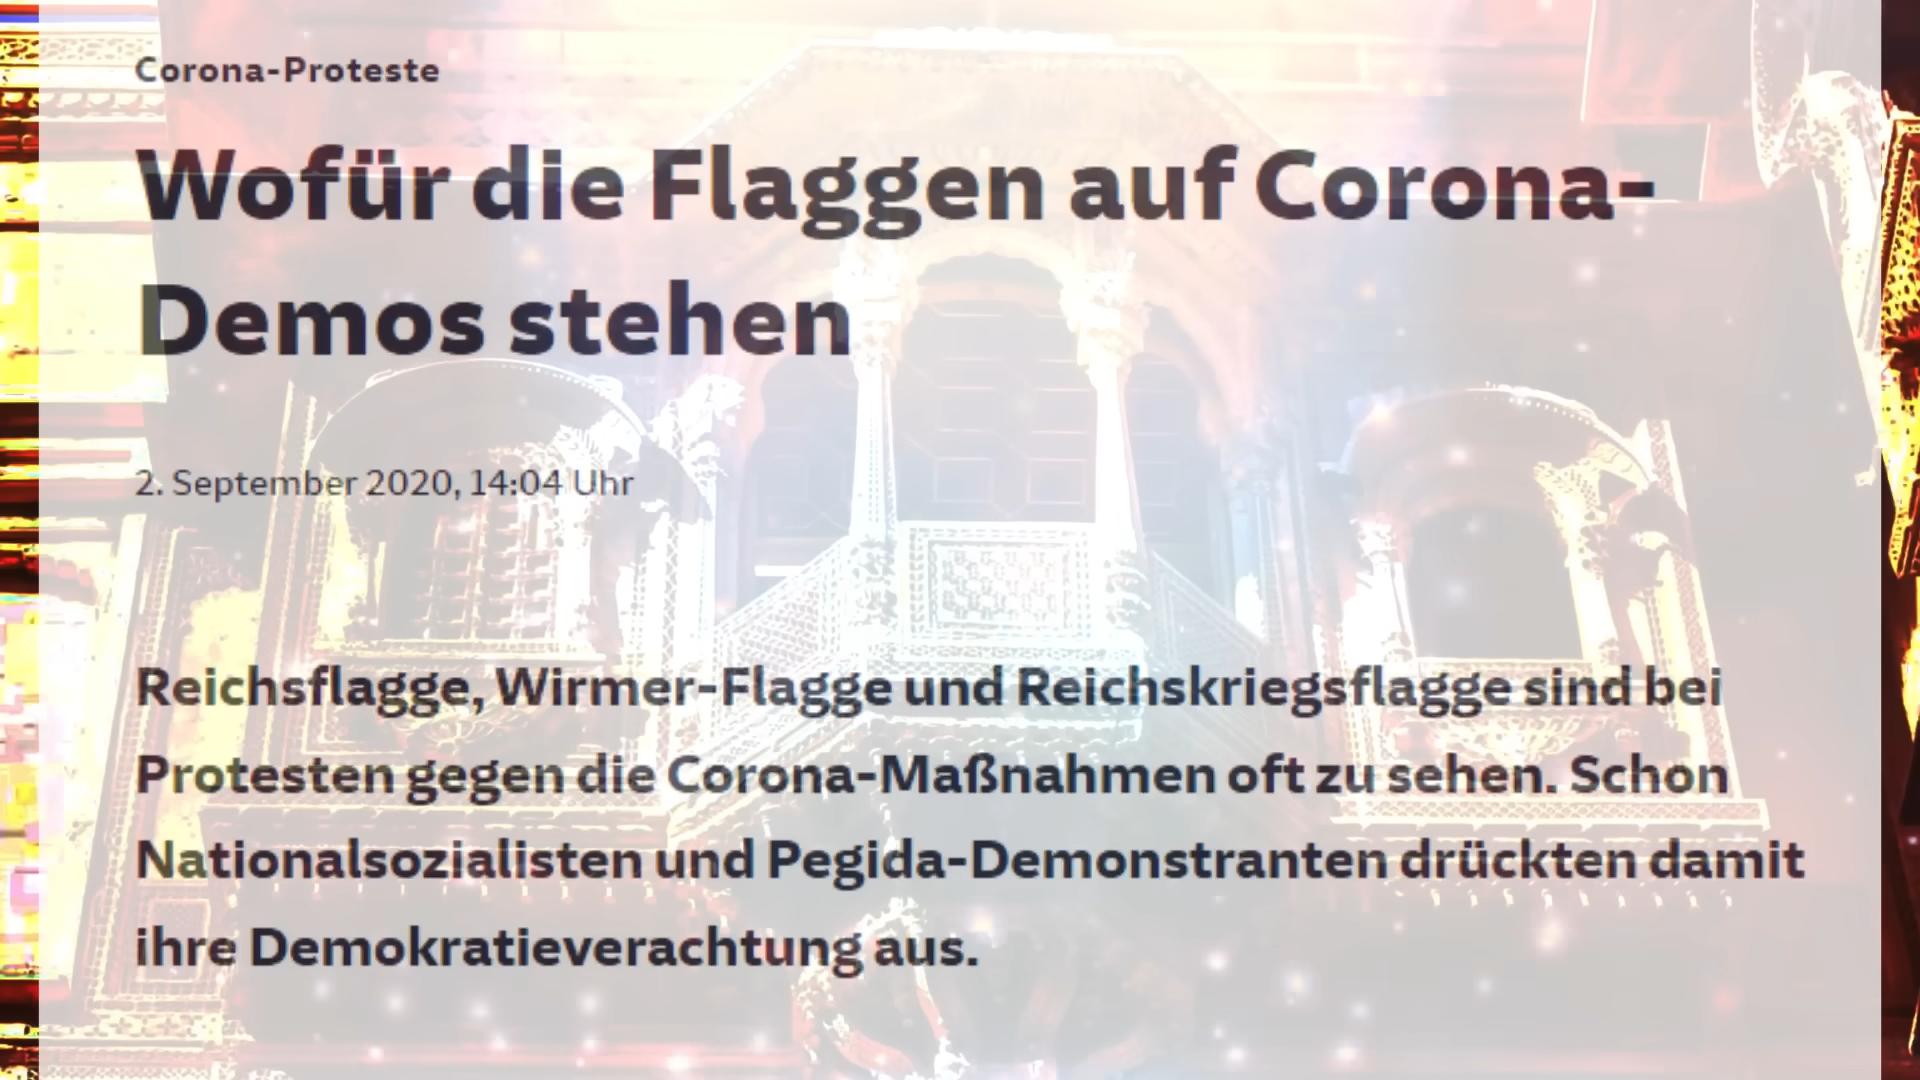 Corona-Proteste
Wofür die Flaggen auf Corona-
Demos stehen
2. September 2020, 14:04 Uhr
Reichsflagge, Wirmer-Flagge und Reichskriegsflagge sind bei
Protesten gegen die Corona-Maßnahmen oft zu sehen. Schon
Nationalsozialisten und Pegida-Demonstranten drückten damit
ihre Demokratieverachtung aus.